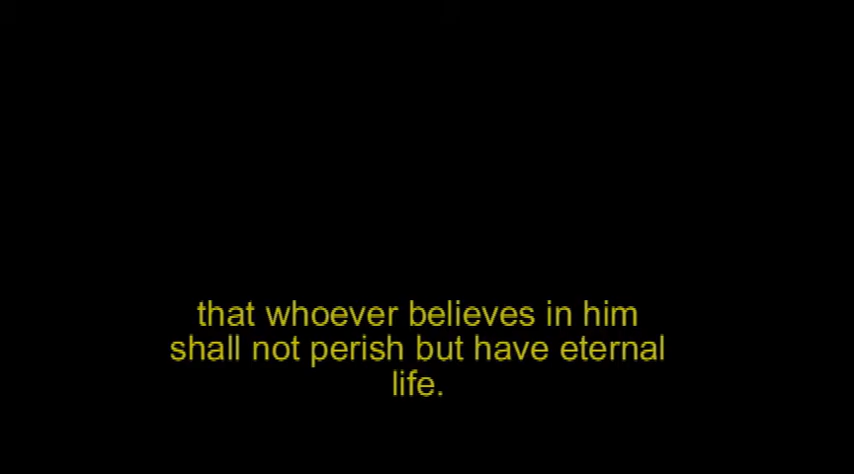 that whoever believes in him
shall not perish but have eternal
life.